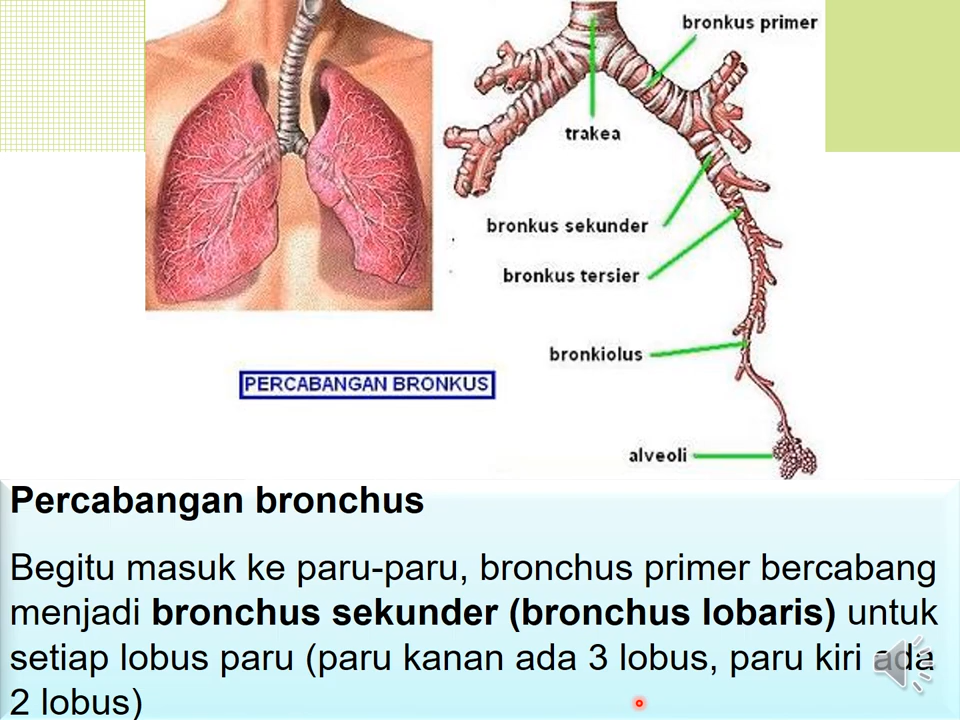 bronkus primer
trakea
bronkus sekunder
bronkus tersier
bronkiolus
PERCABANGAN BRONKUS
alveoli
Percabangan bronchus
Begitu masuk ke paru-paru, bronchus primer bercabang
menjadi bronchus sekunder (bronchus lobaris) untuk
setiap lobus paru (paru kanan ada 3 lobus, paru kiri ada
2 lobus)